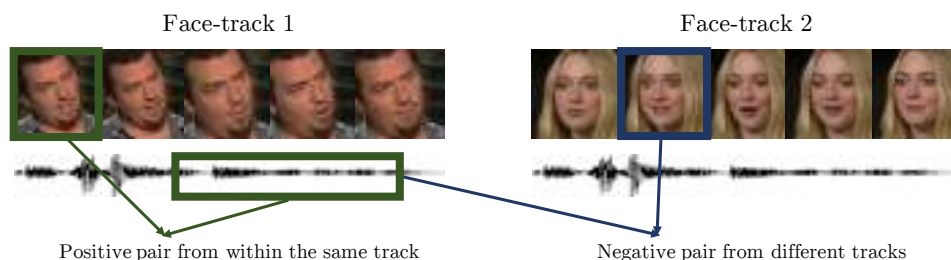 Face-track 1
Face-track 2
Positive pair from within the same track
Negative pair from different tracks